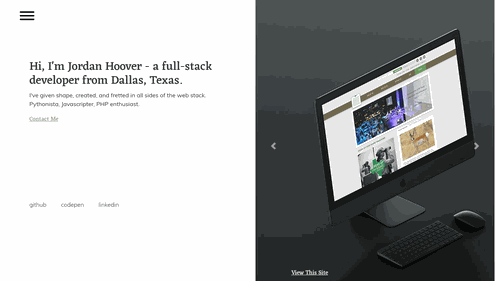 Hi, I'm Jordan Hoover - a full-stack
developer from Dallas, Texas.
I've given shape, created, and fretted in all sides of the web stack.
Pythonista, Javascripter, PHP enthusiast.
Contact Me
github codepen linkedin
View This Site